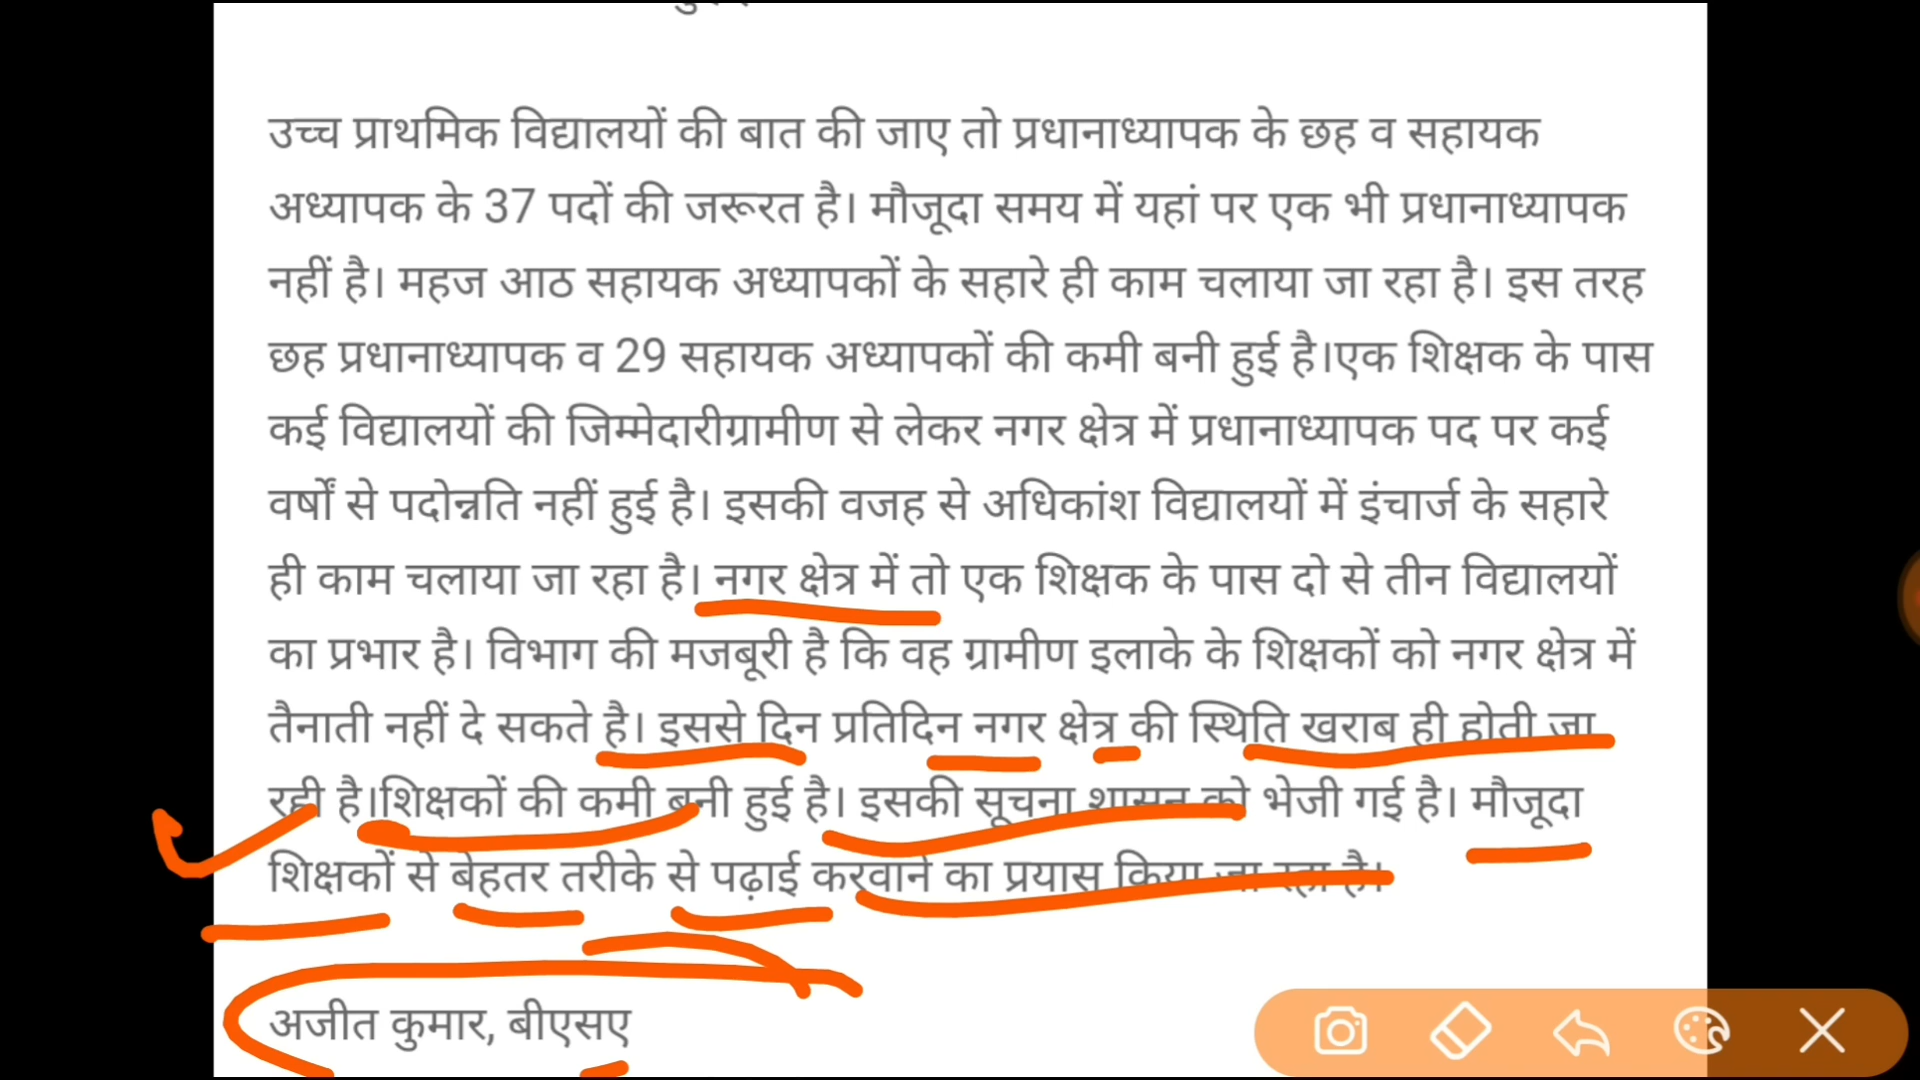 उच्च प्राथमिक विद्यालयों की बात की जाए तो प्रधानाध्यापक के छह व सहायक
अध्यापक के 37 पदों की जरूरत है। मौजूदा समय में यहां पर एक भी प्रधानाध्यापक
नहीं है। महज आठ सहायक अध्यापकों के सहारे ही काम चलाया जा रहा है। इस तरह
छह प्रधानाध्यापक व 29 सहायक अध्यापकों की कमी बनी हुई है।एक शिक्षक के पास
कई विद्यालयों की जिम्मेदारीग्रामीण से लेकर नगर क्षेत्र में प्रधानाध्यापक पद पर कई
वर्षों से पदोन्नति नहीं हुई है। इसकी वजह से अधिकांश विद्यालयों में इंचार्ज के सहारे
ही काम चलाया जा रहा है। नगर क्षेत्र में तो एक शिक्षक के पास दो से तीन विद्यालयों
का प्रभार है। विभाग की मजबूरी है कि वह ग्रामीण इलाके के शिक्षकों को नगर क्षेत्र में
तैनाती नहीं दे सकते है। इससे दिन प्रतिदिन नगर क्षेत्र की स्थिति खराब ही होती जा
रही है।शिक्षकों की कमी बनी हुई है। इसकी सूचना शासन को भेजी गई है। मौजूदा
शिक्षकों से बेहतर तरीके से पढ़ाई करवाने का प्रयास किया जा रहा है।
अजीत कुमार, बीएसए